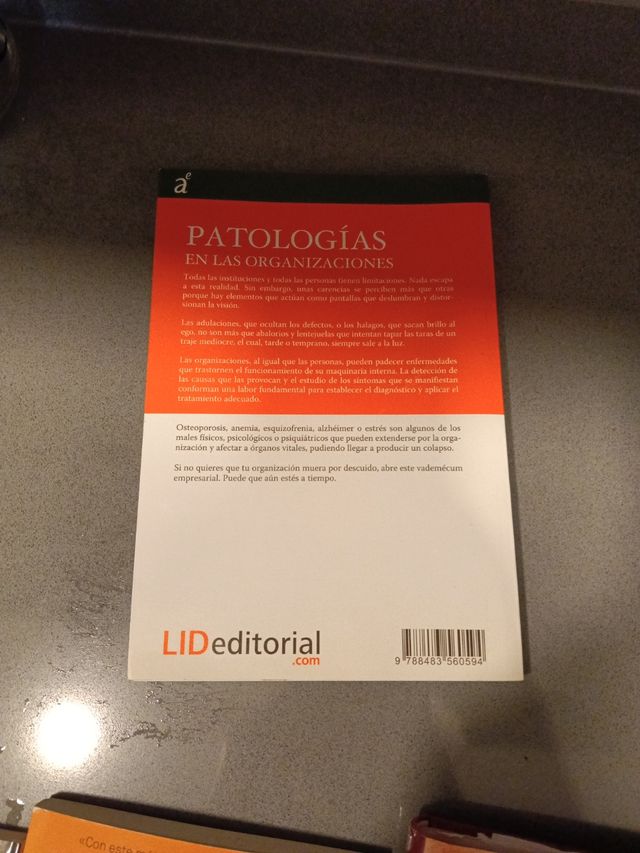 ae
PATOLOGÍAS
EN LAS ORGANIZACIONES
Todas las instituciones y todas las personas tienen limitaciones. Nada escapa
a esta realidad. Sin embargo, unas carencias se perciben más que otras
porque hay elementos que actúan como pantallas que deslumbran y distor-
sionan la visión.
Las adulaciones, que ocultan los defectos, o los halagos, que sacan brillo al
ego, no son más que abalorios y lentejuelas que intentan tapar las taras de un
traje mediocre, el cual, tarde o temprano, siempre sale a la luz.
Las organizaciones, al igual que las personas, pueden padecer enfermedades
que trastornen el funcionamiento de su maquinaria interna. La detección de
las causas que las provocan y el estudio de los síntomas que se manifiestan
conforman una labor fundamental para establecer el diagnóstico y aplicar el
tratamiento adecuado.
Osteoporosis, anemia, esquizofrenia, alzhéimer o estrés son algunos de los
males físicos, psicológicos o psiquiátricos que pueden extenderse por la orga-
nización y afectar a órganos vitales, pudiendo llegar a producir un colapso.
Si no quieres que tu organización muera por descuido, abre este vademécum
empresarial. Puede que aún estés a tiempo.
LIDeditorial
.com
9 788483 560594
«Con este